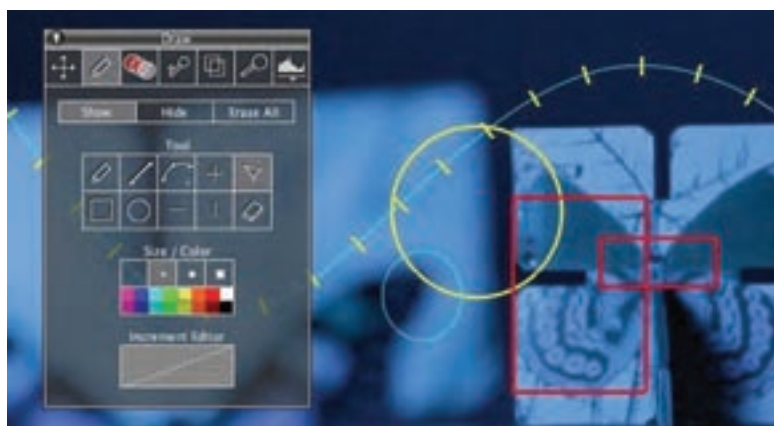 Draw
Show Hide Erase All
Tool
Size / Color
Increment Editor